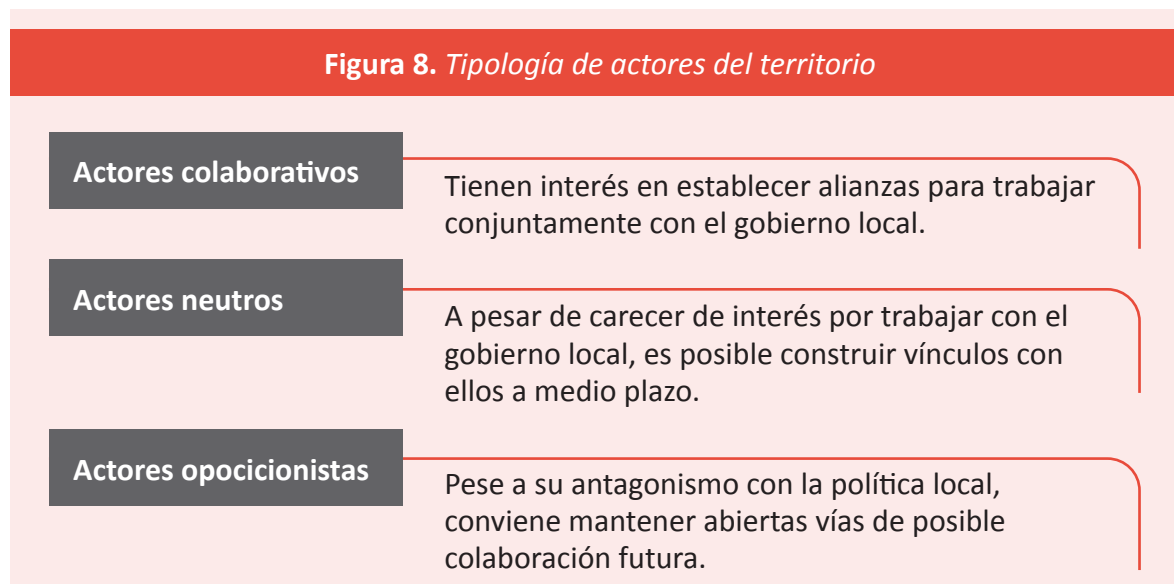 Figura 8. Tipología de actores del territorio
Actores colaborativos
Tienen interés en establecer alianzas para trabajar
conjuntamente con el gobierno local.
Actores neutros
A pesar de carecer de interés por trabajar con el
gobierno local, es posible construir vínculos con
ellos a medio plazo.
Actores opocicionistas
Pese a su antagonismo con la política local,
conviene mantener abiertas vías de posible
colaboración futura.